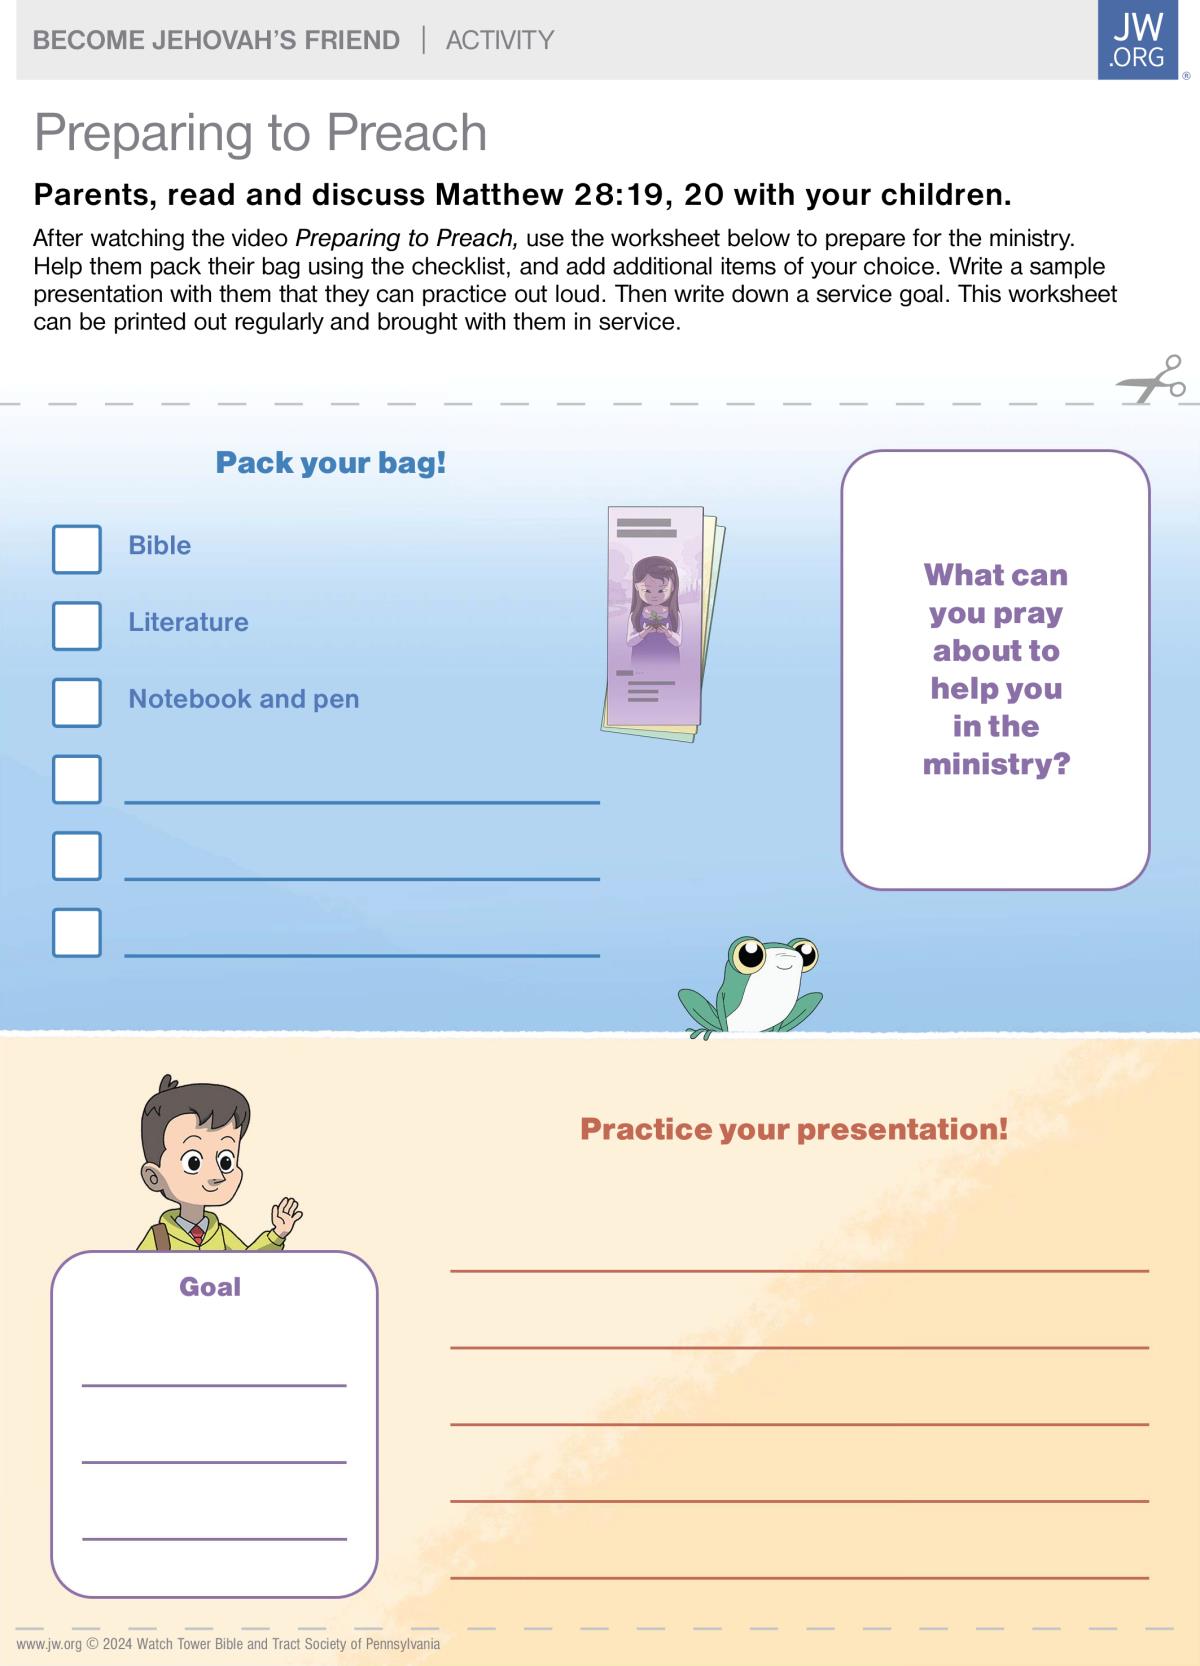 BECOME JEHOVAH'S FRIEND | ACTIVITY
JW
.ORG
®
Preparing to Preach
Parents, read and discuss Matthew 28:19, 20 with your children.
After watching the video Preparing to Preach, use the worksheet below to prepare for the ministry.
Help them pack their bag using the checklist, and add additional items of your choice. Write a sample
presentation with them that they can practice out loud. Then write down a service goal. This worksheet
can be printed out regularly and brought with them in service.
Pack your bag!
Bible
Literature
Notebook and pen
What can
you pray
about to
help you
in the
ministry?
Practice your presentation!
Goal
www.jw.org © 2024 Watch Tower Bible and Tract Society of Pennsylvania